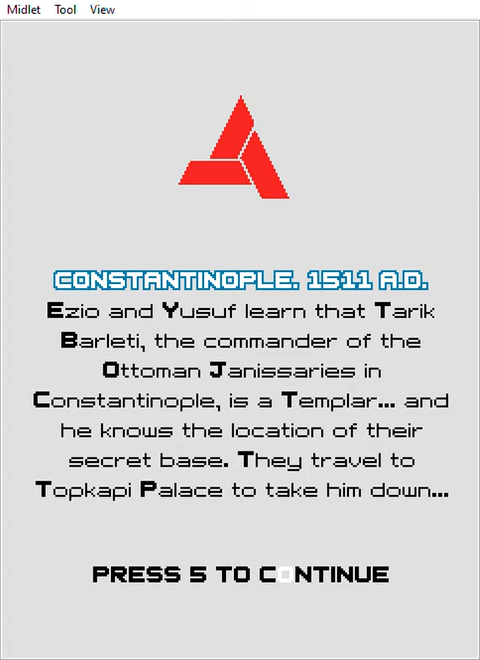 Midlet Tool View
CONSTANTINOPLE. 1511 A.D.
Ezio and Yusuf learn that Tarik
Barleti, the commander of the
Ottoman Janissaries in
Constantinople, is a Templar... and
he knows the location of their
secret base. They travel to
Topkapi Palace to take him down...
PRESS 5 TO CONTINUE